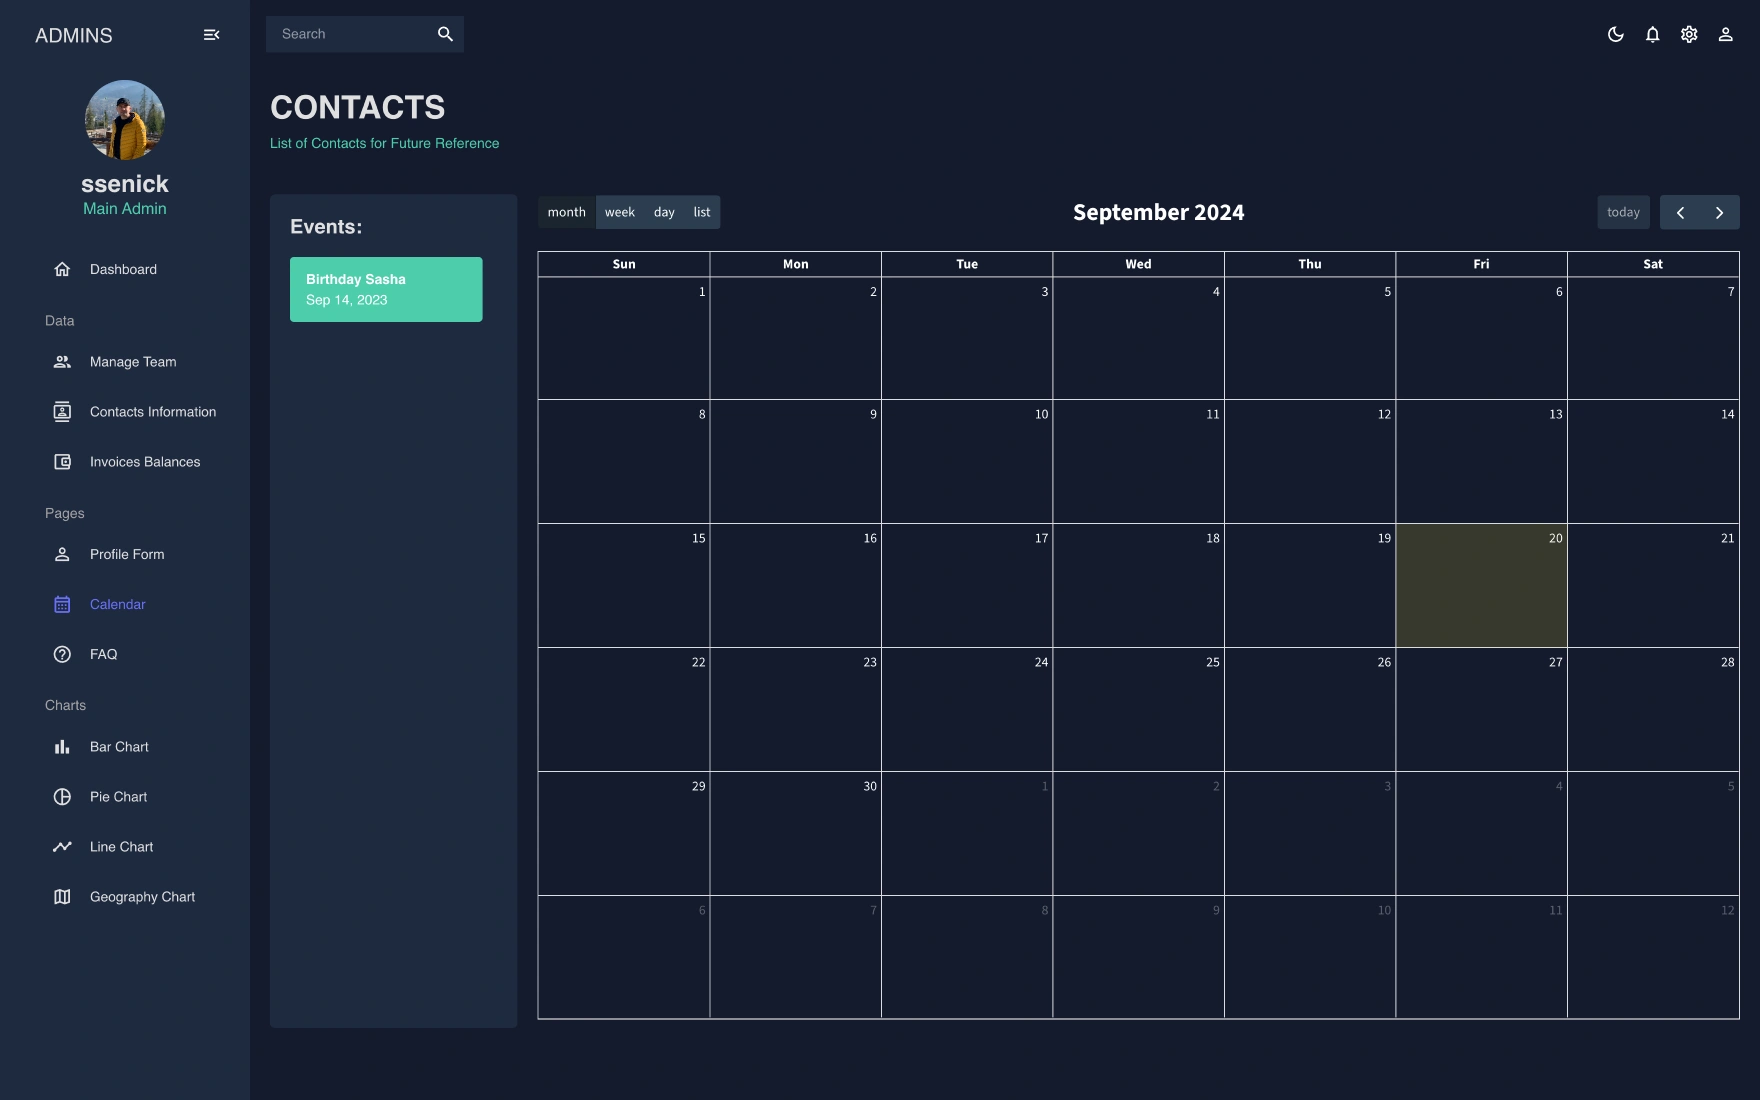 ADMINS
Search
ssenick
Main Admin
Dashboard
Data
Manage Team
Contacts Information
Invoices Balances
Pages
Profile Form
Calendar
FAQ
Charts
Bar Chart
Pie Chart
Line Chart
Geography Chart
CONTACTS
List of Contacts for Future Reference
Events:
Birthday Sasha
Sep 14, 2023
month week day list
September 2024
today
Sun Mon Tue Wed Thu Fri Sat
1 2 3 4 5 6 7
8 9 10 11 12 13 14
15 16 17 18 19 20 21
22 23 24 25 26 27 28
29 30 1 2 3 4 5
6 7 8 9 10 11 12